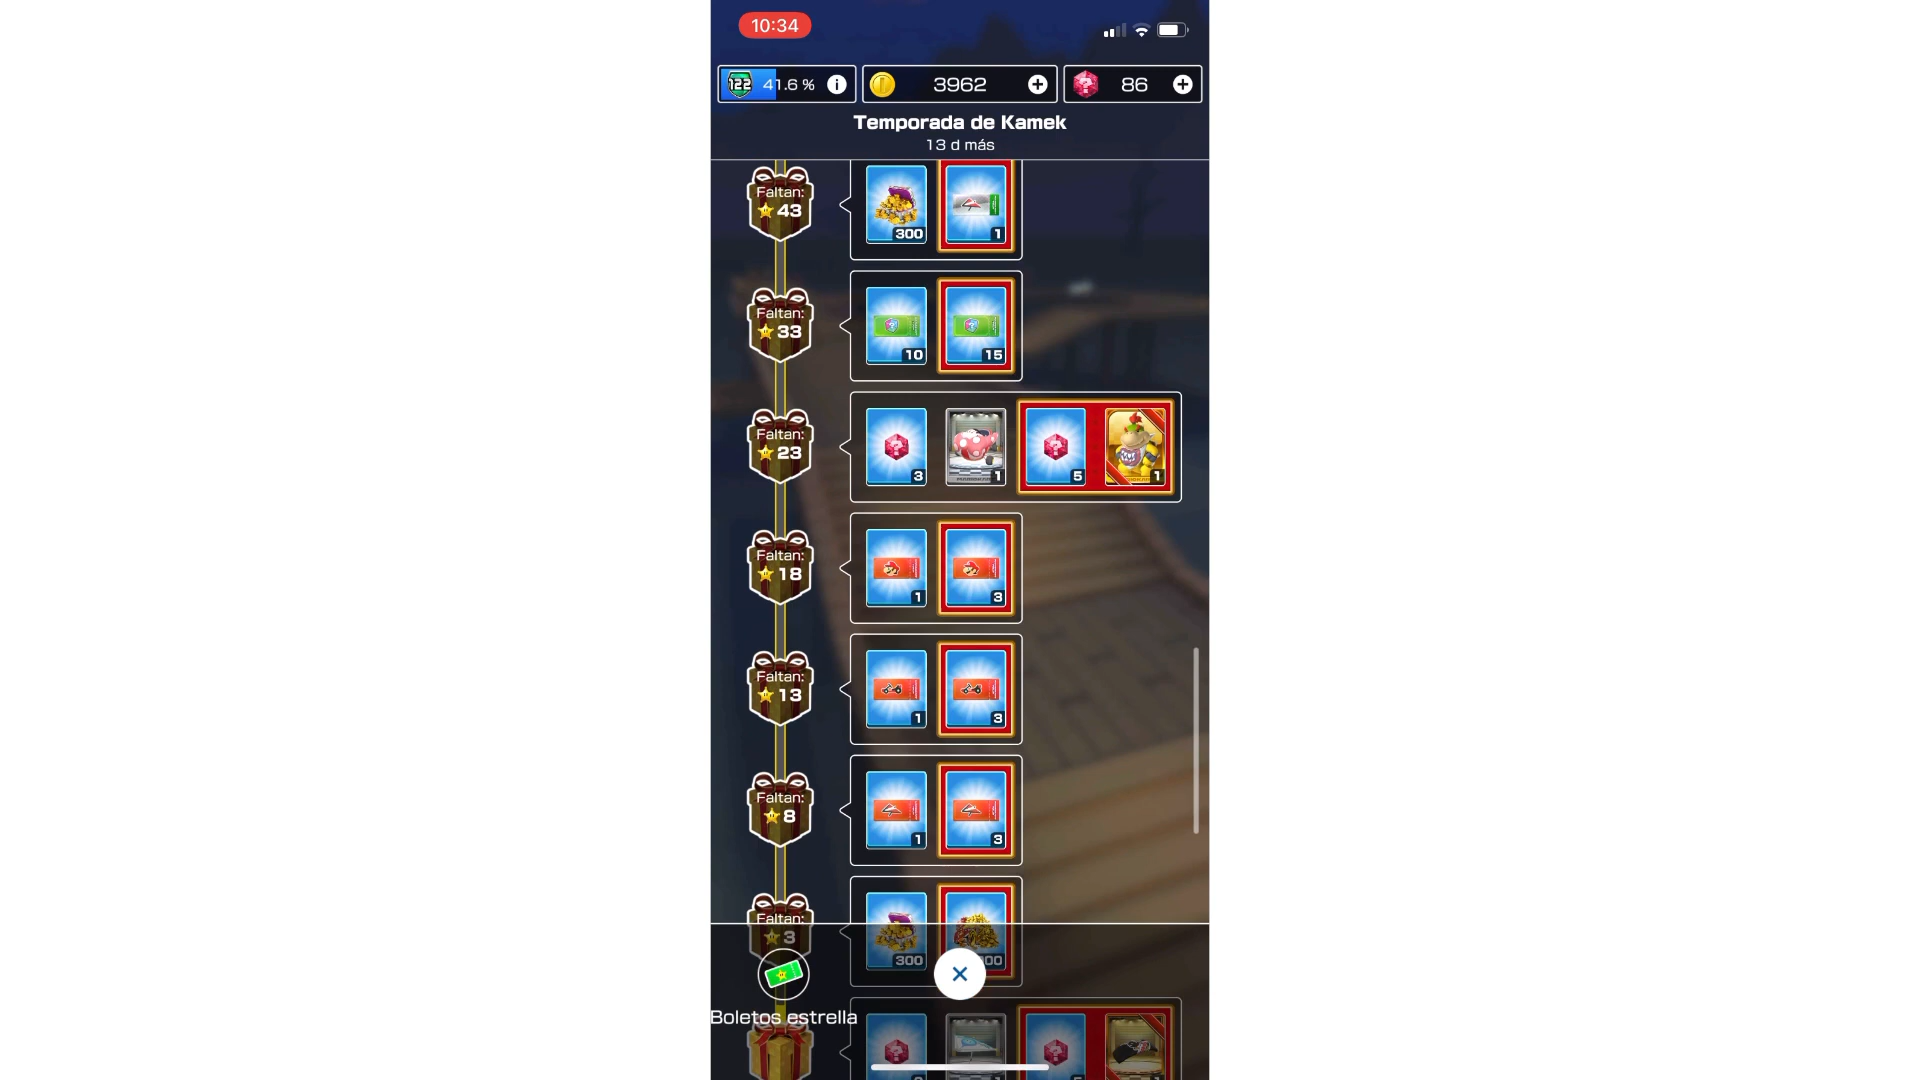 10:34
122 41.6 % i
3962
86
Temporada de Kamek
13 d más
Faltan:
43
300
1
Faltan:
33
10
15
Faltan:
23
3
1
5
1
Faltan:
18
1
3
Faltan:
13
1
3
Faltan:
8
1
3
Faltan:
3
300
Boletos estrella